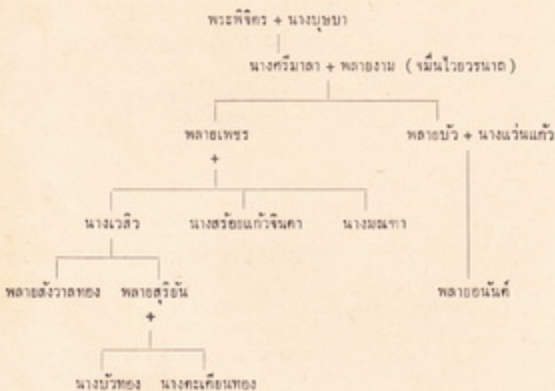 พระพิจิตร + นางบุษบา
นางศรีมาลา + พลายงาม ( จมื่นไวยวรนาถ )
พลายเพชร พลายบัว + นางแว่นแก้ว
+
นางเวสิว นางสร้อยแก้วจินดา นางมณฑา
พลายสังวาลทอง พลายสุริยัน พลายอนันต์
+
นางบัวทอง นางตะเคียนทอง